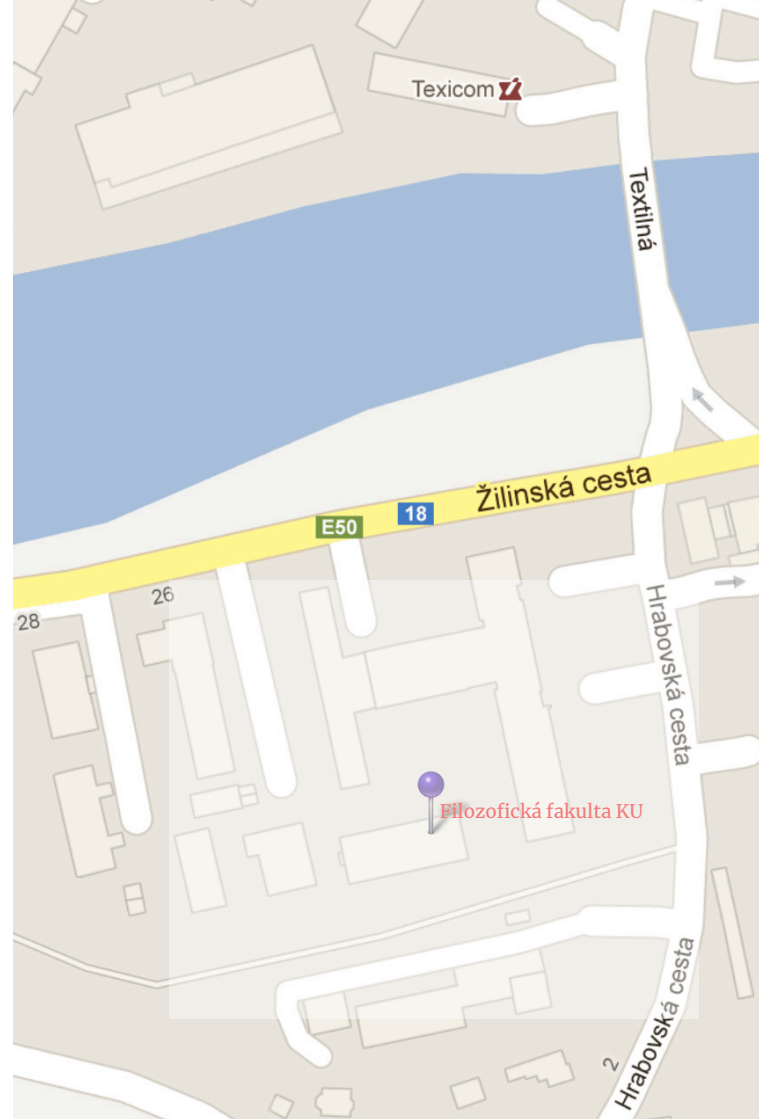 Texicom
Textilná
Žilinská cesta
18
E50
26
28
Hrabovská cesta
Filozofická fakulta KU
Hrabovská cesta
2